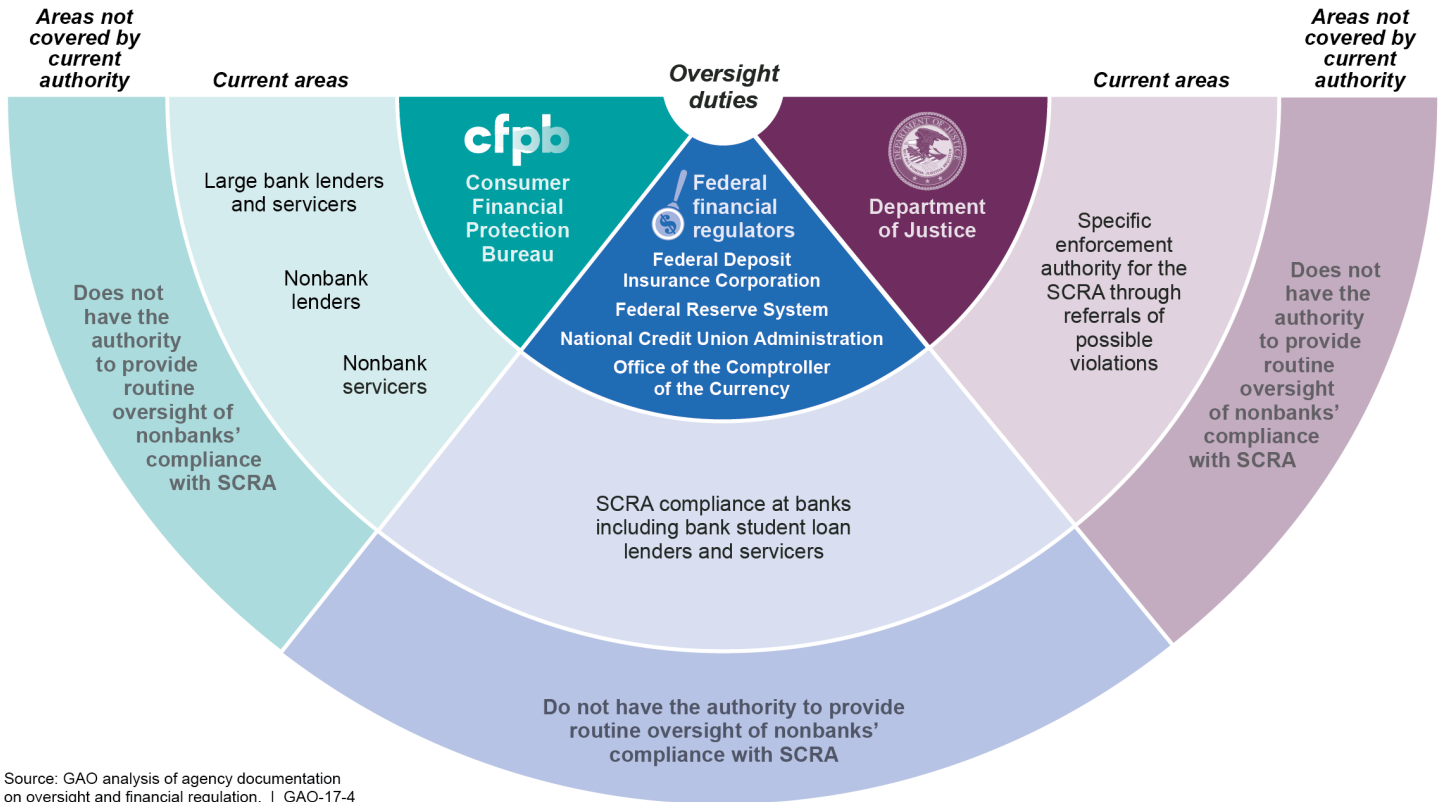 Areas not
covered by
current
authority
Current areas
Oversight
duties
Current areas
Areas not
covered by
current
authority
cfpb
Consumer
Financial
Protection
Bureau
Federal
financial
regulators
Federal Deposit
Insurance Corporation
Federal Reserve System
National Credit Union Administration
Office of the Comptroller
of the Currency
DEPARTMENT OF JUSTICE
Department
of Justice
Large bank lenders
and servicers
Nonbank
lenders
Nonbank
servicers
Specific
enforcement
authority for the
SCRA through
referrals of
possible
violations
Does not
have the
authority
to provide
routine
oversight of
nonbanks’
compliance
with SCRA
Does not
have the
authority
to provide
routine
oversight
of nonbanks’
compliance
with SCRA
SCRA compliance at banks
including bank student loan
lenders and servicers
Do not have the authority to provide
routine oversight of nonbanks’
compliance with SCRA
Source: GAO analysis of agency documentation
on oversight and financial regulation. | GAO-17-4